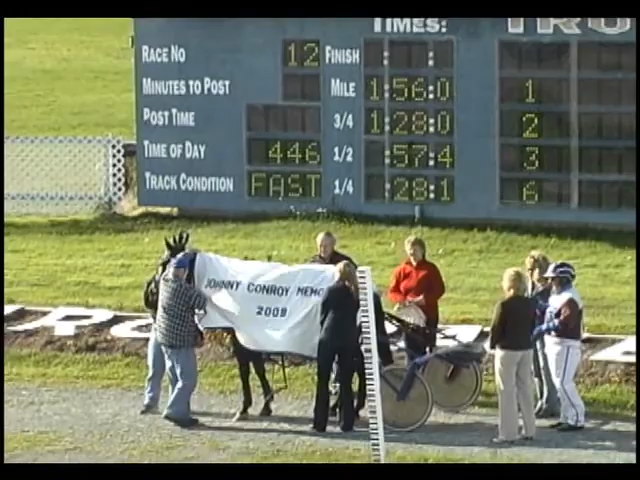 TIMES: TRU
RACE NO 12 FINISH : :
MINUTES TO POST MILE 1:56:0 1
POST TIME 3/4 1:28:0 2
TIME OF DAY 446 1/2 :57:4 3
TRACK CONDITION FAST 1/4 :28:1 6
JOHNNY CONROY MEMO
2009